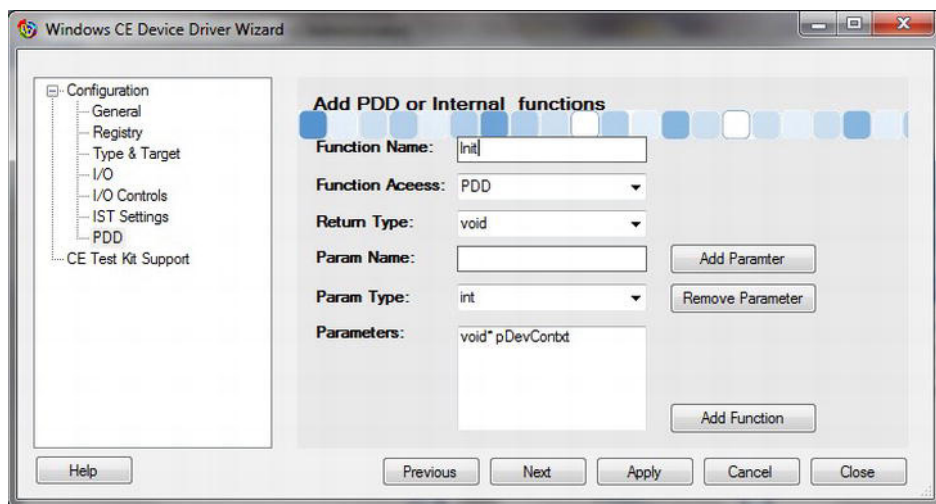 Windows CE Device Driver Wizard
Configuration
General
Registry
Type & Target
I/O
I/O Controls
IST Settings
PDD
CE Test Kit Support
Add PDD or Internal functions
Function Name: Init
Function Aceess: PDD
Return Type: void
Param Name: Add Paramter
Param Type: int Remove Parameter
Parameters: void* pDevContxt
Add Function
Help Previous Next Apply Cancel Close